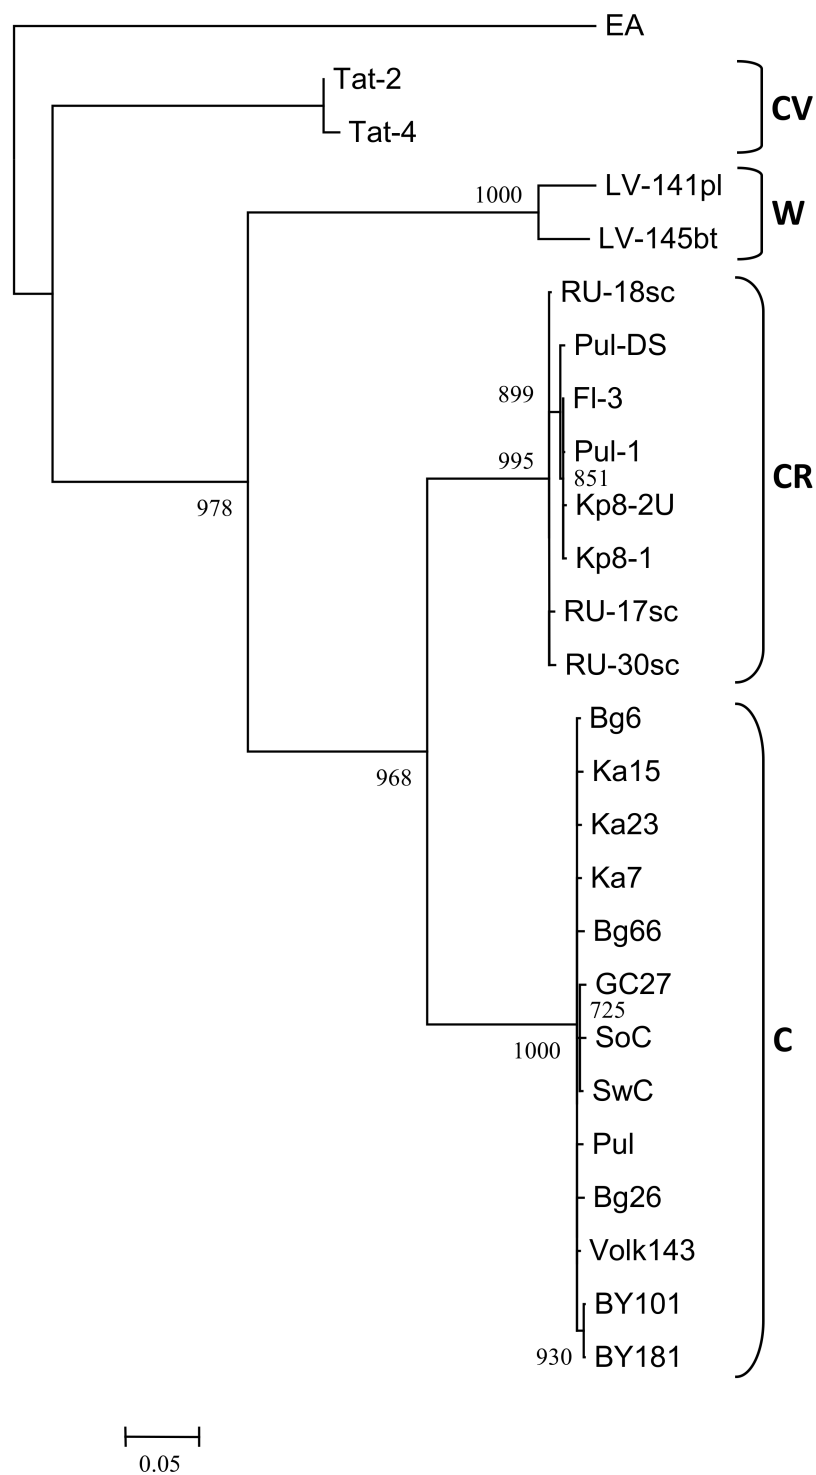 EA
Tat-2
CV
Tat-4
1000
LV-141pl
W
LV-145bt
RU-18sc
Pul-DS
899
Fl-3
Pul-1
995
851
CR
Kp8-2U
978
Kp8-1
RU-17sc
RU-30sc
Bg6
968
Ka15
Ka23
Ka7
Bg66
GC27
725
SoC
1000
C
SwC
Pul
Bg26
Volk143
BY101
930
BY181
0.05